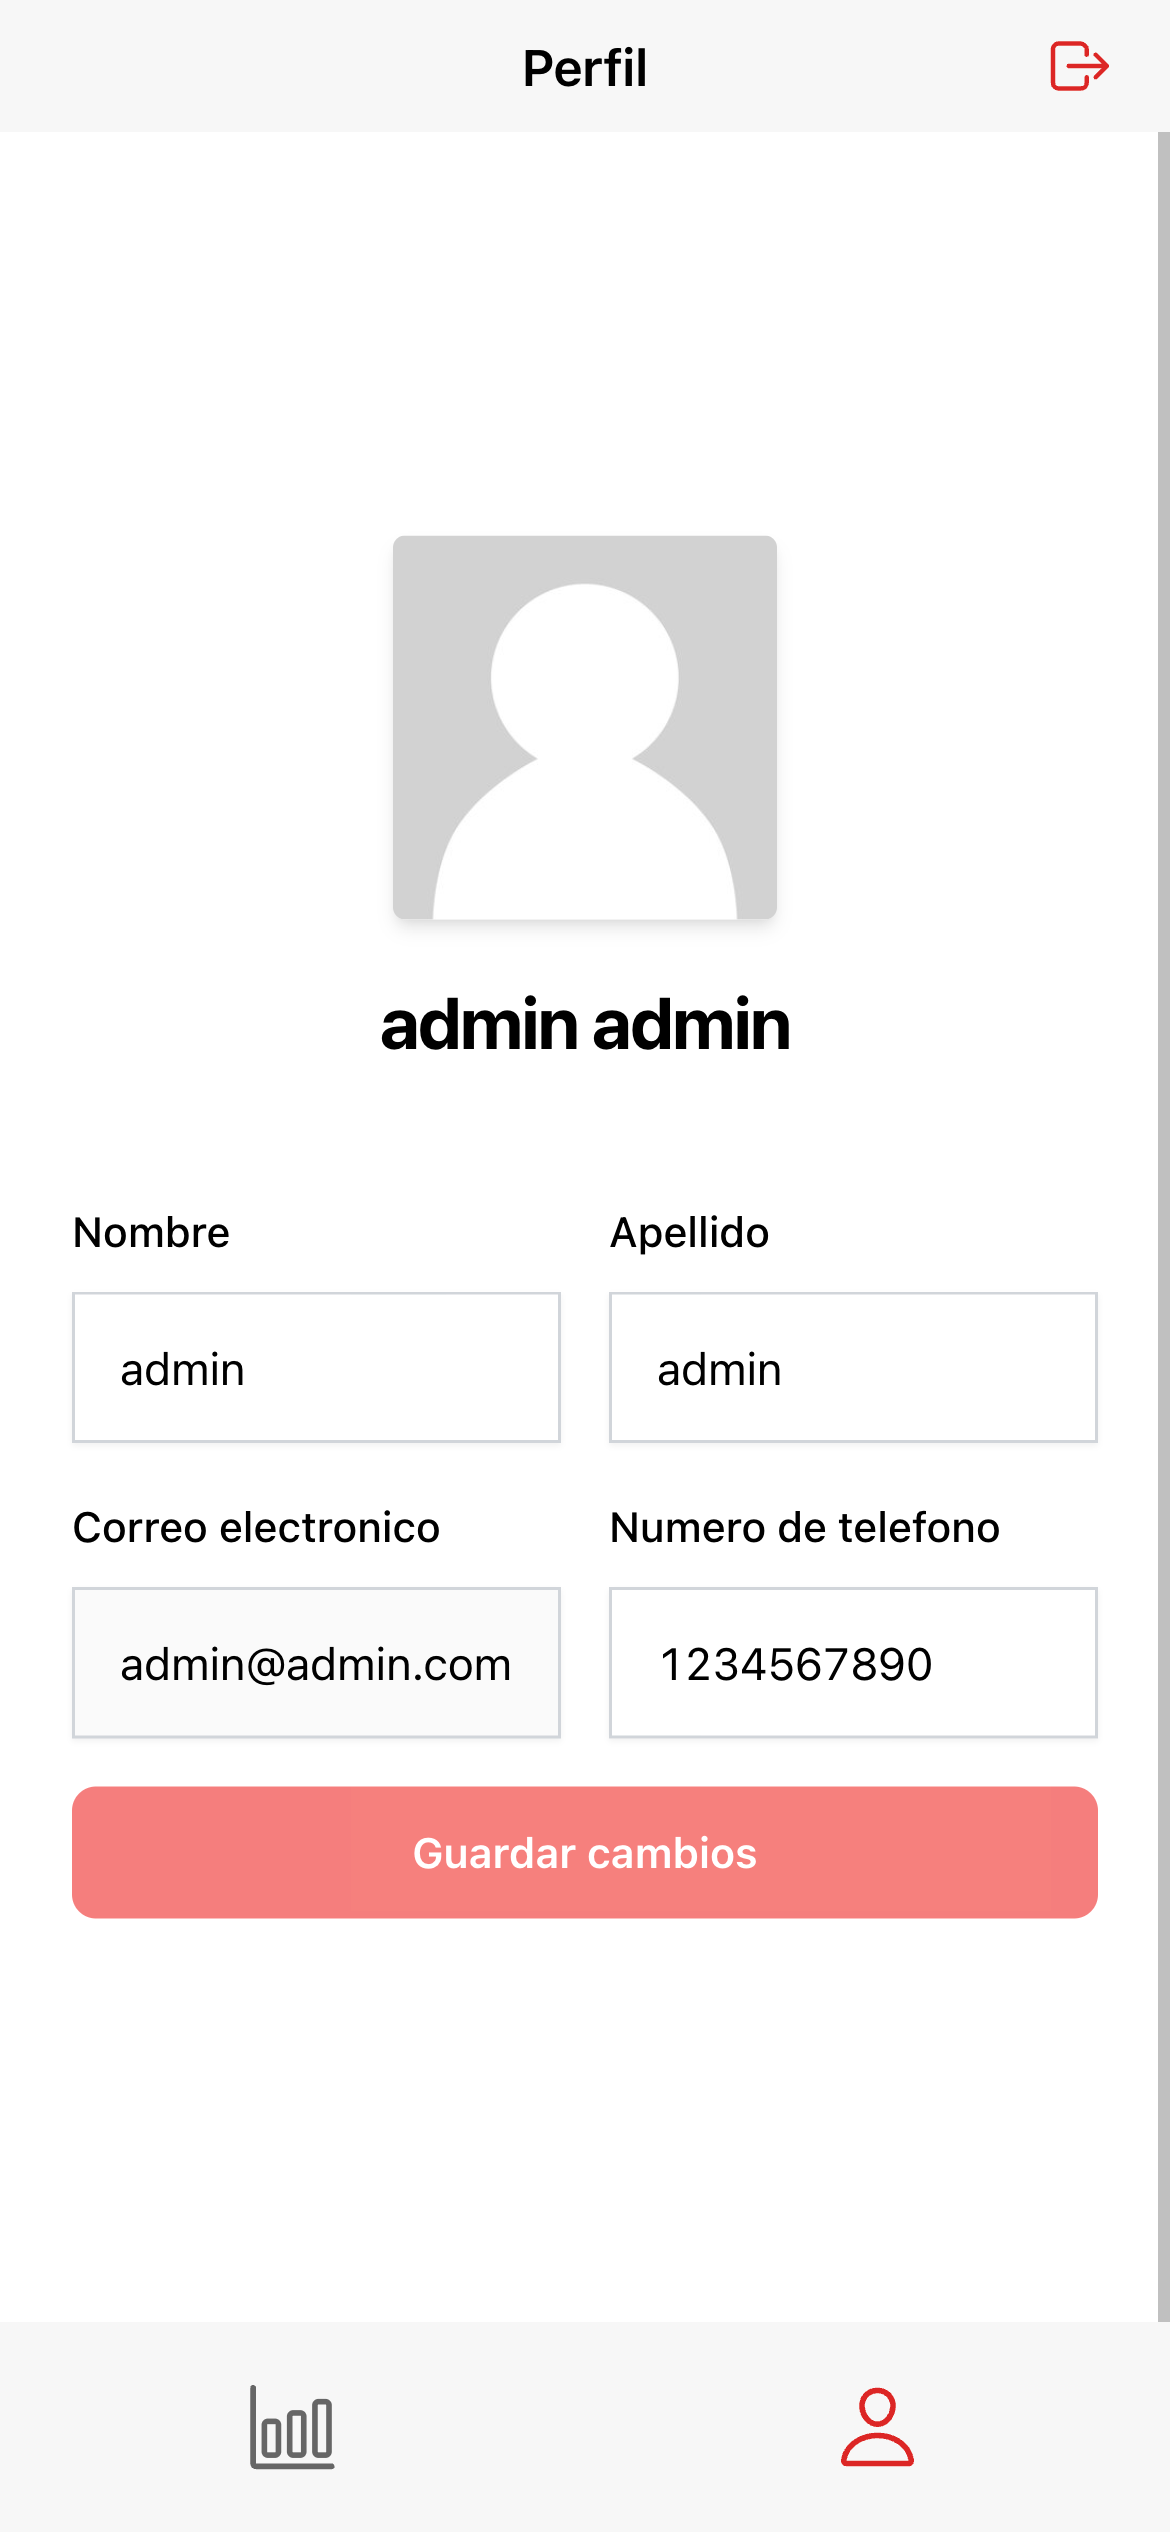 Perfil
admin admin
Nombre
Apellido
admin
admin
Correo electronico
Numero de telefono
admin@admin.com
1234567890
Guardar cambios